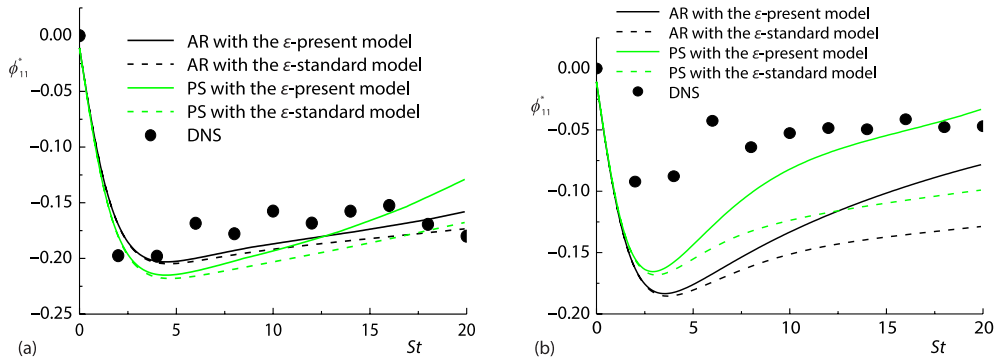 0.00
−0.05
−0.10
−0.15
−0.20
−0.25
ϕ*11
AR with the ε-present model
AR with the ε-standard model
PS with the ε-present model
PS with the ε-standard model
DNS
0 5 10 15 20
St
(a)
0.00
−0.05
−0.10
−0.15
−0.20
ϕ*11
AR with the ε-present model
AR with the ε-standard model
PS with the ε-present model
PS with the ε-standard model
DNS
0 5 10 15 20
St
(b)